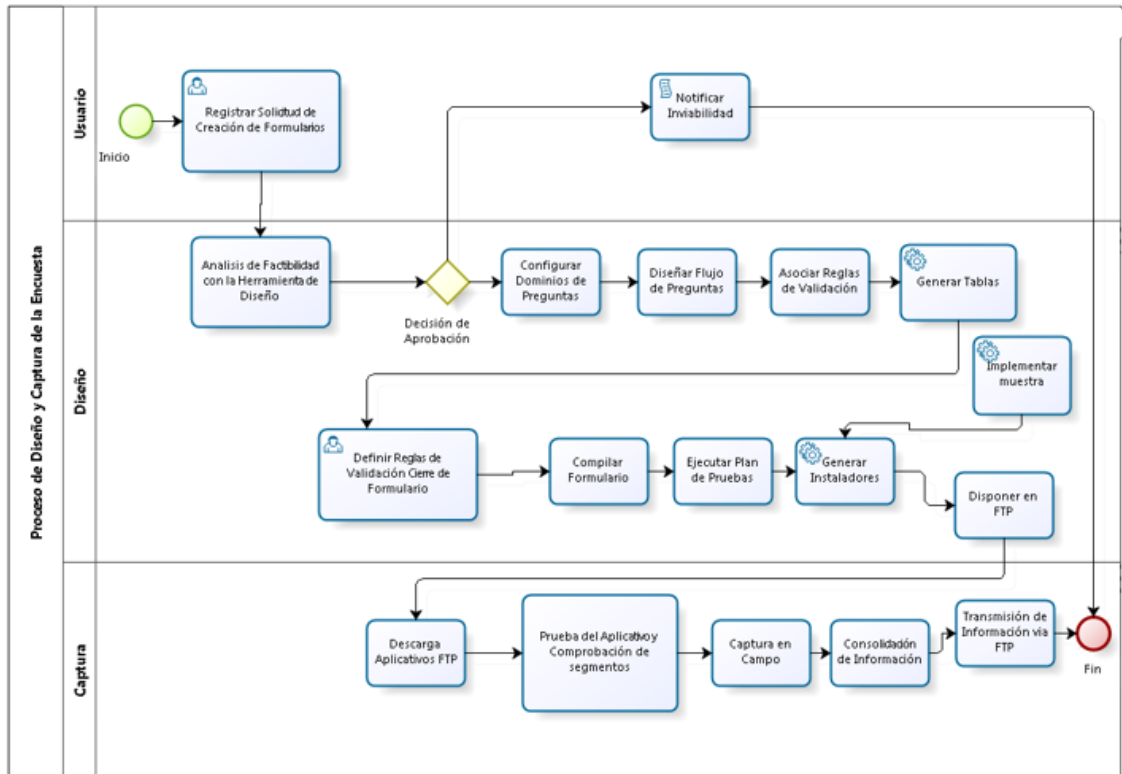 Proceso de Diseño y Captura de la Encuesta
Usuario
Inicio
Registrar Solicitud de
Creación de Formularios
Notificar
Inviabilidad
Diseño
Analisis de Factibilidad
con la Herramienta de
Diseño
Decisión de
Aprobación
Configurar
Dominios de
Preguntas
Diseñar Flujo
de Preguntas
Asociar Reglas
de Validación
Generar Tablas
Implementar
muestra
Definir Reglas de
Validación Cierre de
Formulario
Compilar
Formulario
Ejecutar Plan
de Pruebas
Generar
Instaladores
Disponer en
FTP
Captura
Descarga
Aplicativos FTP
Prueba del Aplicativo y
Comprobación de
segmentos
Captura en
Campo
Consolidación
de Información
Transmisión de
Información via
FTP
Fin